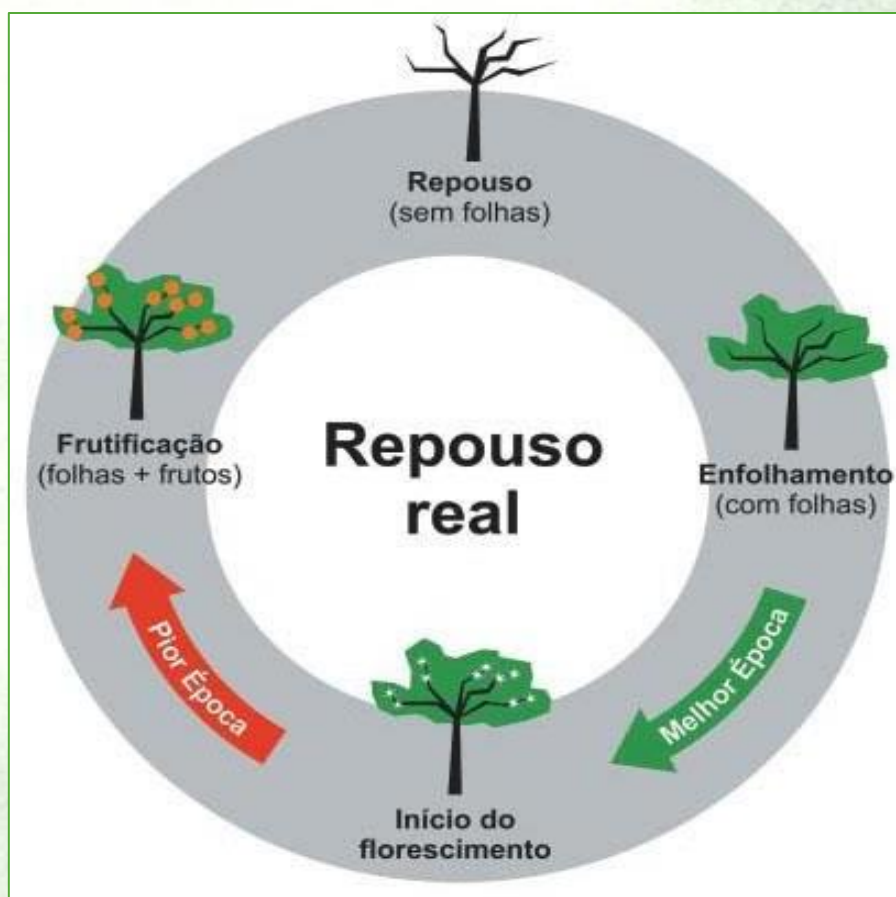 Repouso
(sem folhas)
Enfolhamento
(com folhas)
Melhor Época
Início do
florescimento
Pior Época
Frutificação
(folhas + frutos)
Repouso
real